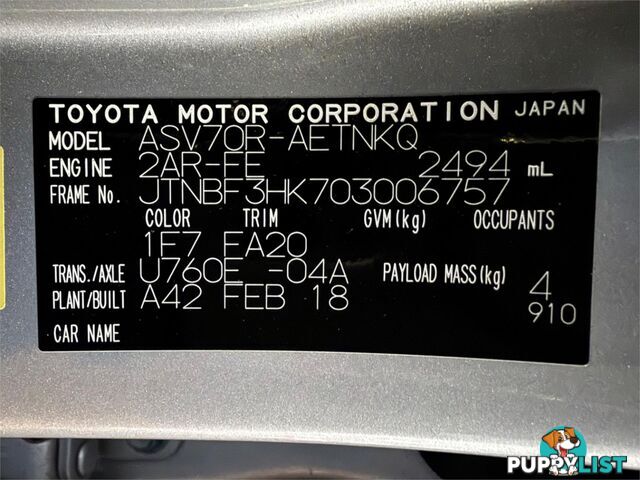 TOYOTA MOTOR CORPORATION JAPAN
MODEL ASV70R-AETNKQ
ENGINE 2AR-FE 2494 mL
FRAME No. JTNBF3HK703006757
COLOR TRIM GVM(kg) OCCUPANTS
1F7 EA20
TRANS./AXLE U760E -04A PAYLOAD MASS(kg) 4
PLANT/BUILT A42 FEB 18 910
CAR NAME
PUPPYLIST